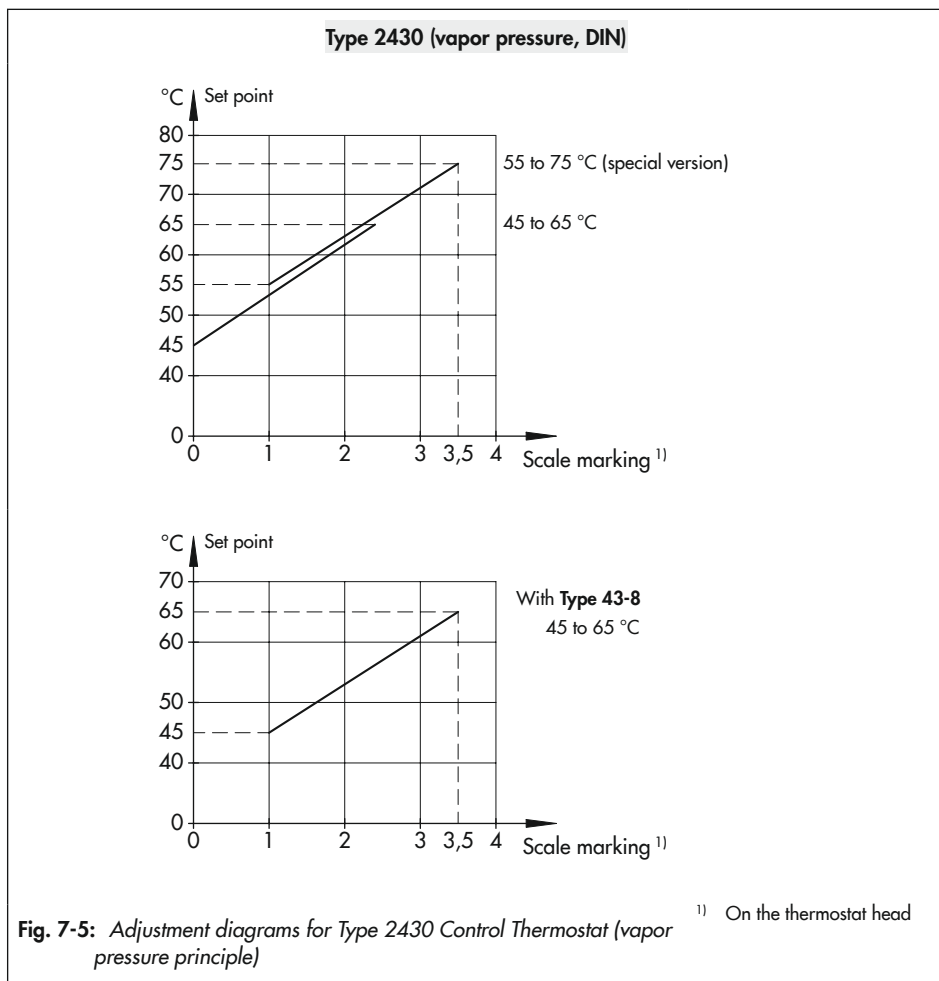 Type 2430 (vapor pressure, DIN)
°C Set point
80
75 55 to 75 °C (special version)
70
65 45 to 65 °C
60
55
50
45
40
0
0 1 2 3 3,5 4 Scale marking 1)
°C Set point
70
65 With Type 43-8
45 to 65 °C
60
50
45
40
0
0 1 2 3 3,5 4 Scale marking 1)
1) On the thermostat head
Fig. 7-5: Adjustment diagrams for Type 2430 Control Thermostat (vapor
pressure principle)